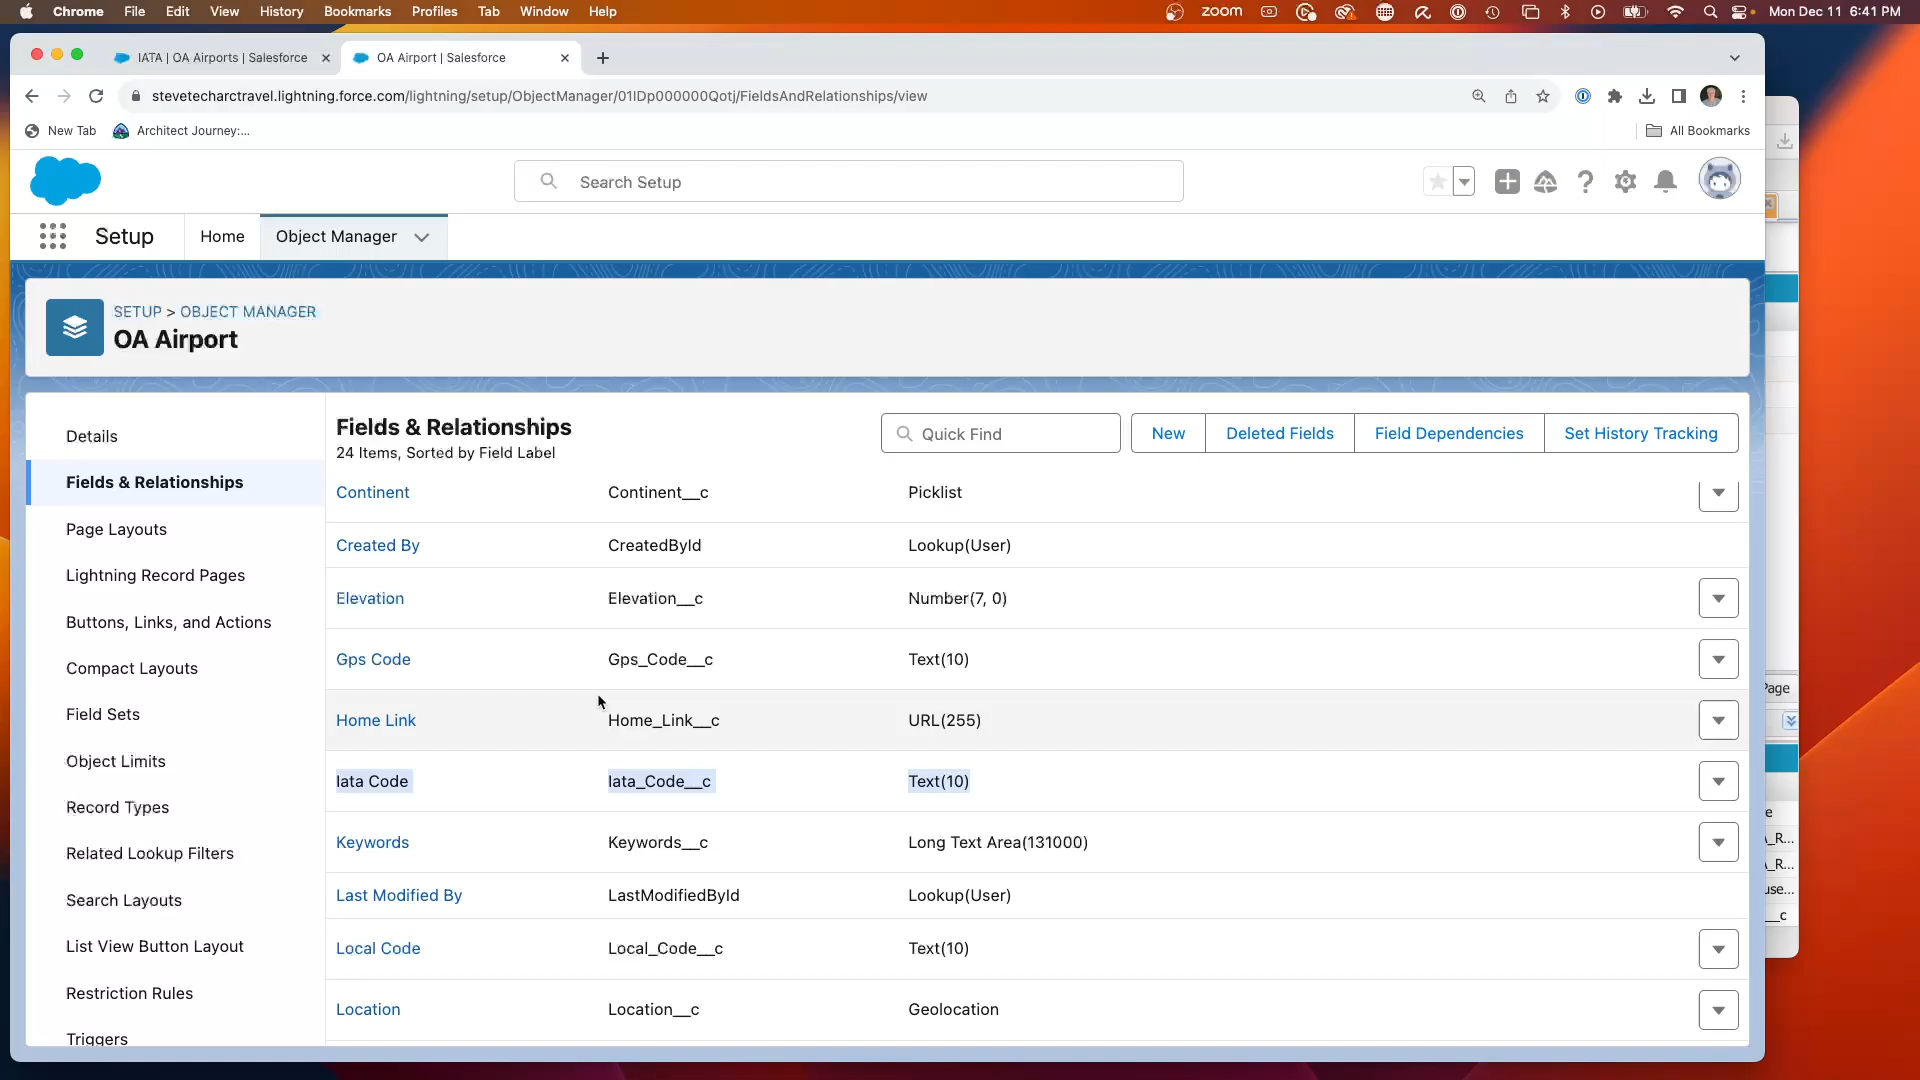 Chrome File Edit View History Bookmarks Profiles Tab Window Help zoom Mon Dec 11 6:41 PM
IATA | OA Airports | Salesforce OA Airport | Salesforce
stevetecharctravel.lightning.force.com/lightning/setup/ObjectManager/01IDp000000Qotj/FieldsAndRelationships/view
New Tab Architect Journey:... All Bookmarks
Search Setup
Setup Home Object Manager
SETUP > OBJECT MANAGER
OA Airport
Details
Fields & Relationships
Page Layouts
Lightning Record Pages
Buttons, Links, and Actions
Compact Layouts
Field Sets
Object Limits
Record Types
Related Lookup Filters
Search Layouts
List View Button Layout
Restriction Rules
Triggers
Fields & Relationships
24 Items, Sorted by Field Label
Quick Find New Deleted Fields Field Dependencies Set History Tracking
Continent Continent__c Picklist
Created By CreatedById Lookup(User)
Elevation Elevation__c Number(7, 0)
Gps Code Gps_Code__c Text(10)
Home Link Home_Link__c URL(255)
Iata Code Iata_Code__c Text(10)
Keywords Keywords__c Long Text Area(131000)
Last Modified By LastModifiedById Lookup(User)
Local Code Local_Code__c Text(10)
Location Location__c Geolocation
Page